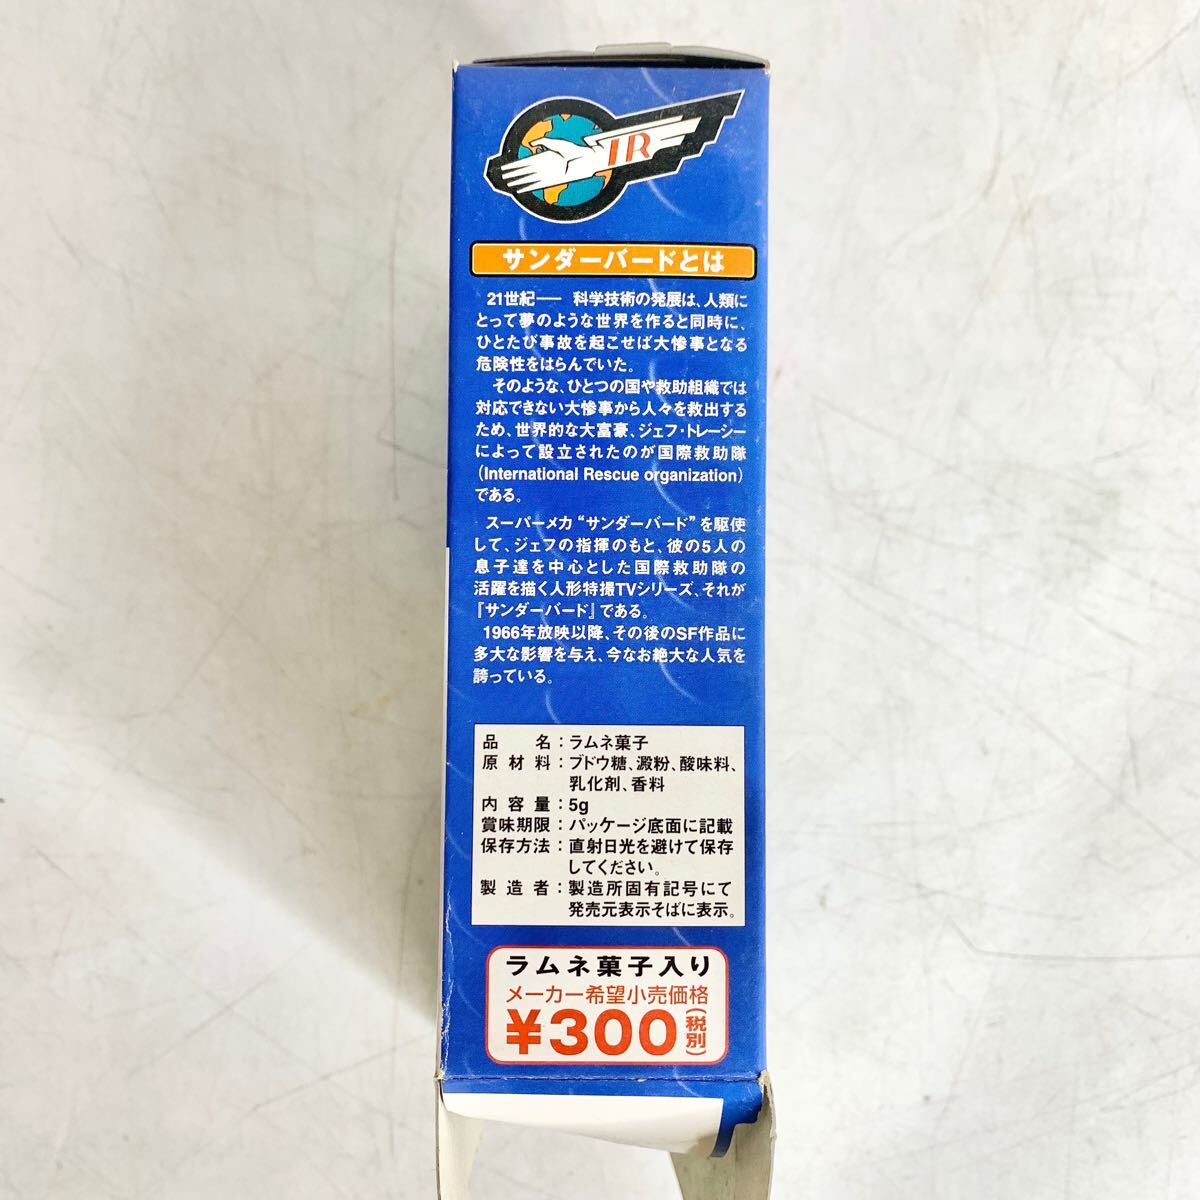 IR
サンダーバードとは
21世紀── 科学技術の発展は、人類に
とって夢のような世界を作ると同時に、
ひとたび事故を起こせば大惨事となる
危険性をはらんでいた。
そのような、ひとつの国や救助組織では
対応できない大惨事から人々を救出する
ため、世界的な大富豪、ジェフ・トレーシー
によって設立されたのが国際救助隊
(International Rescue organization)
である。
スーパーメカ“サンダーバード”を駆使
して、ジェフの指揮のもと、彼の5人の
息子達を中心とした国際救助隊の
活躍を描く人形特撮TVシリーズ、それが
『サンダーバード』である。
1966年放映以降、その後のSF作品に
多大な影響を与え、今なお絶大な人気を
誇っている。
品名：ラムネ菓子
原材料：ブドウ糖、澱粉、酸味料、
乳化剤、香料
内容量：5g
賞味期限：パッケージ底面に記載
保存方法：直射日光を避けて保存
してください。
製造者：製造所固有記号にて
発売元表示そばに表示。
ラムネ菓子入り
メーカー希望小売価格
¥300(税別)